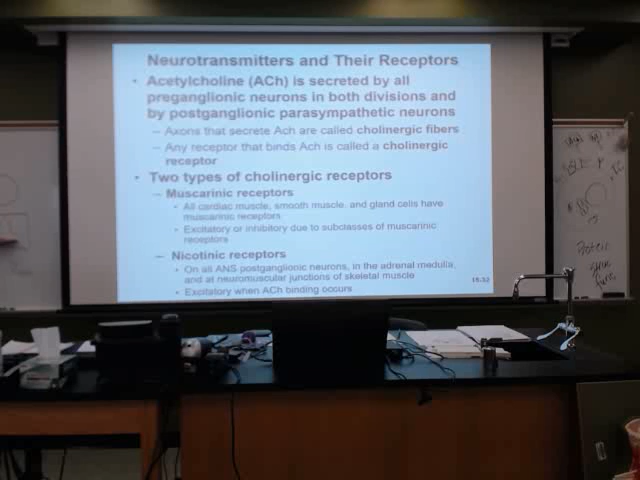 Neurotransmitters and Their Receptors
• Acetylcholine (ACh) is secreted by all
preganglionic neurons in both divisions and
by postganglionic parasympathetic neurons
– Axons that secrete Ach are called cholinergic fibers
– Any receptor that binds Ach is called a cholinergic
receptor
• Two types of cholinergic receptors
– Muscarinic receptors
• All cardiac muscle, smooth muscle, and gland cells have
muscarinic receptors
• Excitatory or inhibitory due to subclasses of muscarinic
receptors
– Nicotinic receptors
• On all ANS postganglionic neurons, in the adrenal medulla,
and at neuromuscular junctions of skeletal muscle
• Excitatory when ACh binding occurs
15-32